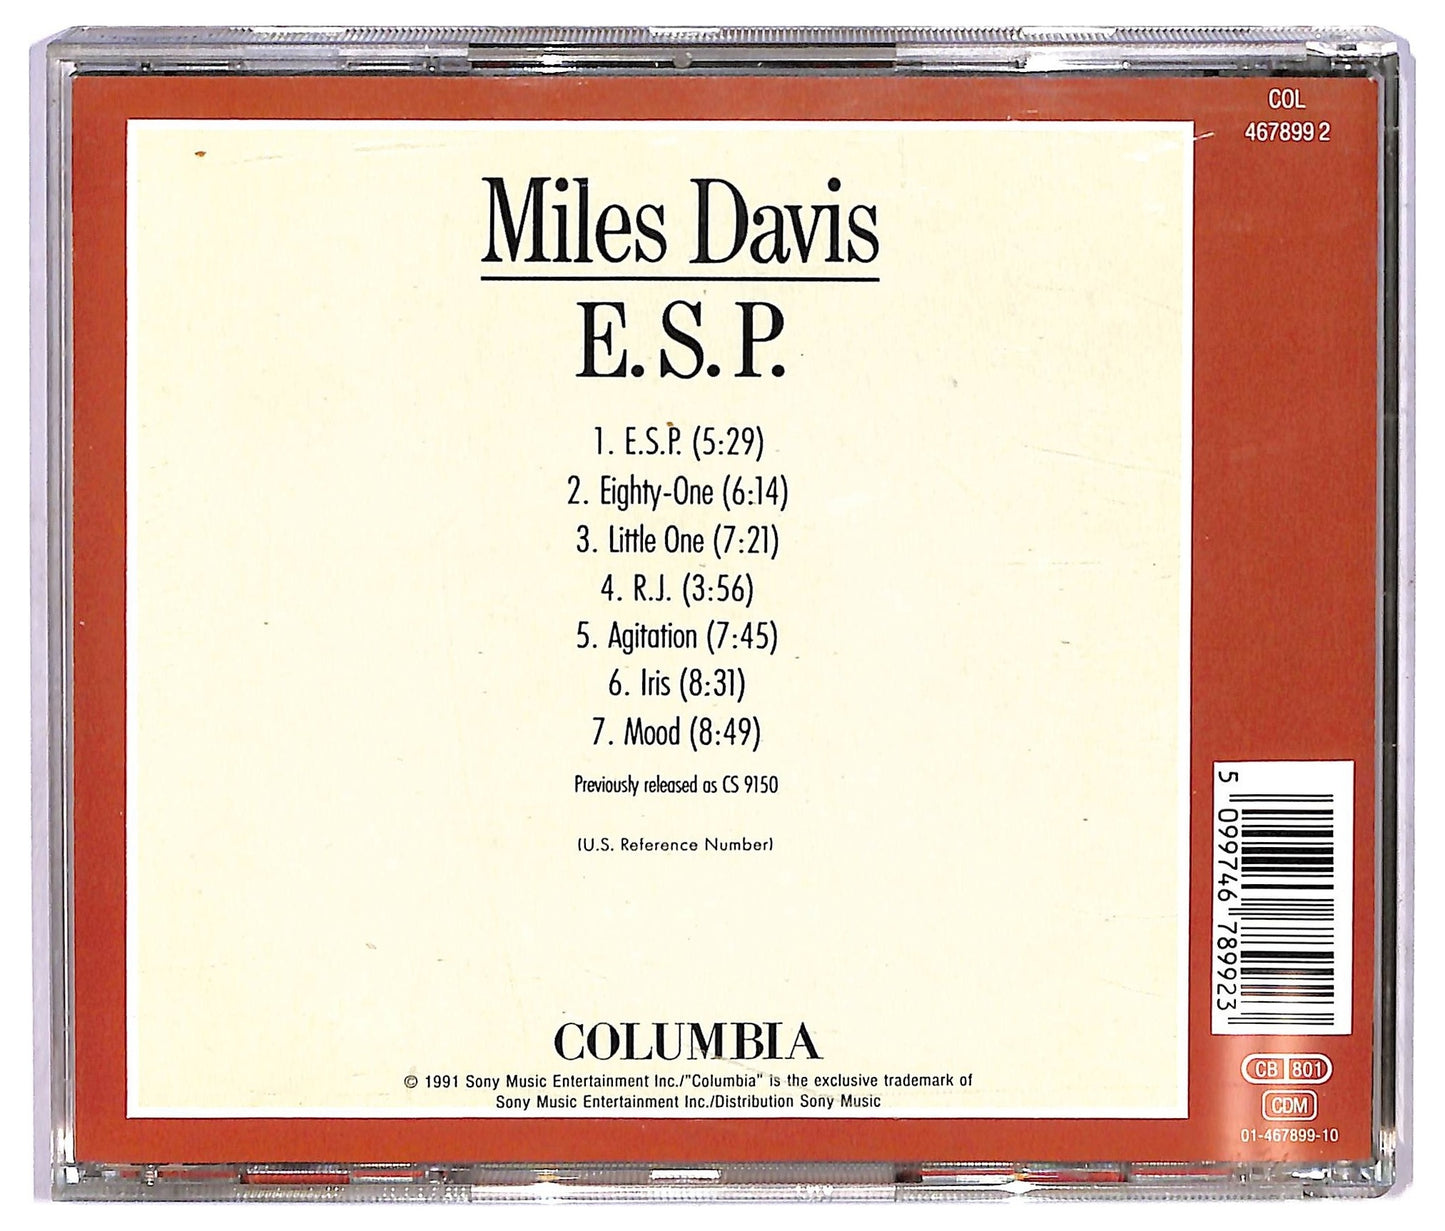 COL
467899 2
Miles Davis
E.S.P.
1. E.S.P. (5:29)
2. Eighty-One (6:14)
3. Little One (7:21)
4. R.J. (3:56)
5. Agitation (7:45)
6. Iris (8:31)
7. Mood (8:49)
Previously released as CS 9150
(U.S. Reference Number)
COLUMBIA
© 1991 Sony Music Entertainment Inc./"Columbia" is the exclusive trademark of
Sony Music Entertainment Inc./Distribution Sony Music
5 099746 789923
CB 801
CDM
01-467899-10